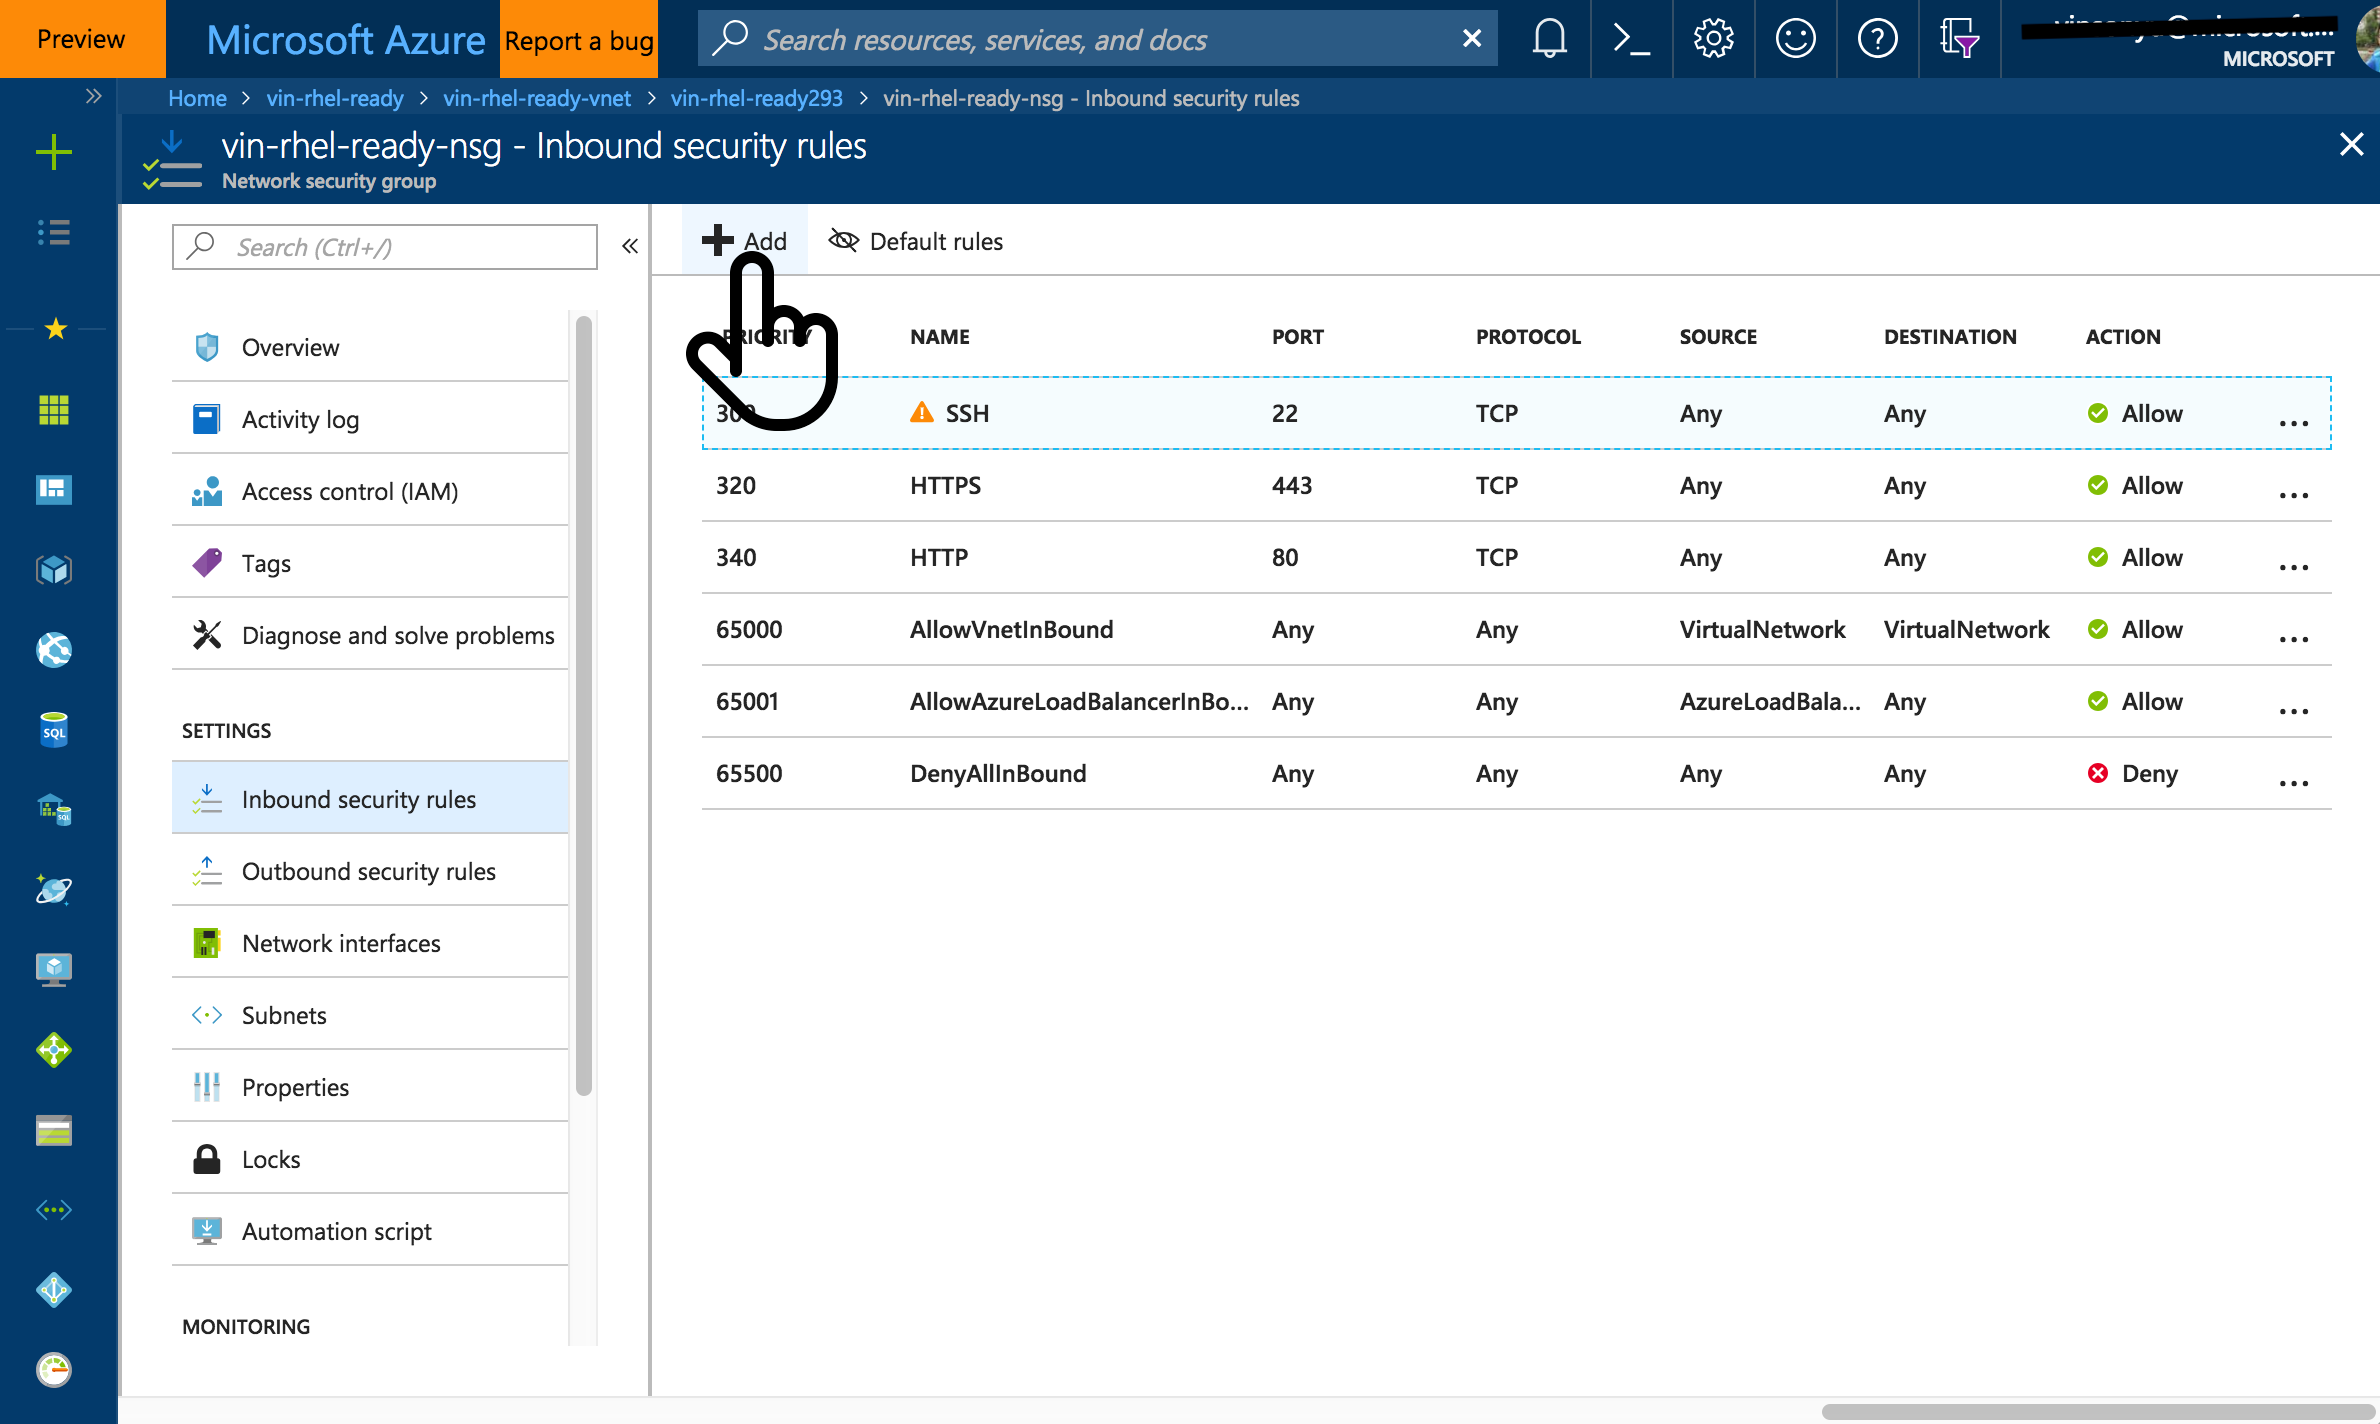 Preview
Microsoft Azure
Report a bug
Search resources, services, and docs
MICROSOFT
Home > vin-rhel-ready > vin-rhel-ready-vnet > vin-rhel-ready293 > vin-rhel-ready-nsg - Inbound security rules
vin-rhel-ready-nsg - Inbound security rules
Network security group
Search (Ctrl+/)
Add
Default rules
Overview
Activity log
Access control (IAM)
Tags
Diagnose and solve problems
SETTINGS
Inbound security rules
Outbound security rules
Network interfaces
Subnets
Properties
Locks
Automation script
MONITORING
PRIORITY NAME PORT PROTOCOL SOURCE DESTINATION ACTION
300 SSH 22 TCP Any Any Allow ...
320 HTTPS 443 TCP Any Any Allow ...
340 HTTP 80 TCP Any Any Allow ...
65000 AllowVnetInBound Any Any VirtualNetwork VirtualNetwork Allow ...
65001 AllowAzureLoadBalancerInBo... Any Any AzureLoadBala... Any Allow ...
65500 DenyAllInBound Any Any Any Any Deny ...
SQL
SQL